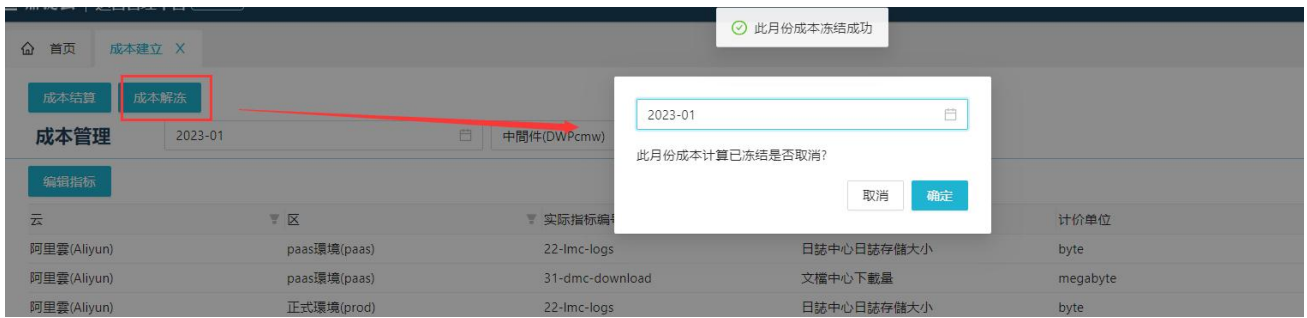 此月份成本冻结成功
首页 成本建立 X
成本结算 成本解冻
成本管理 2023-01 中間件(DWPcmw)
2023-01
此月份成本计算已冻结是否取消?
取消 确定
编辑指标
云 区 实际指标编号 计价单位
阿里雲(Aliyun) paas環境(paas) 22-lmc-logs 日誌中心日誌存儲大小 byte
阿里雲(Aliyun) paas環境(paas) 31-dmc-download 文檔中心下載量 megabyte
阿里雲(Aliyun) 正式環境(prod) 22-lmc-logs 日誌中心日誌存儲大小 byte